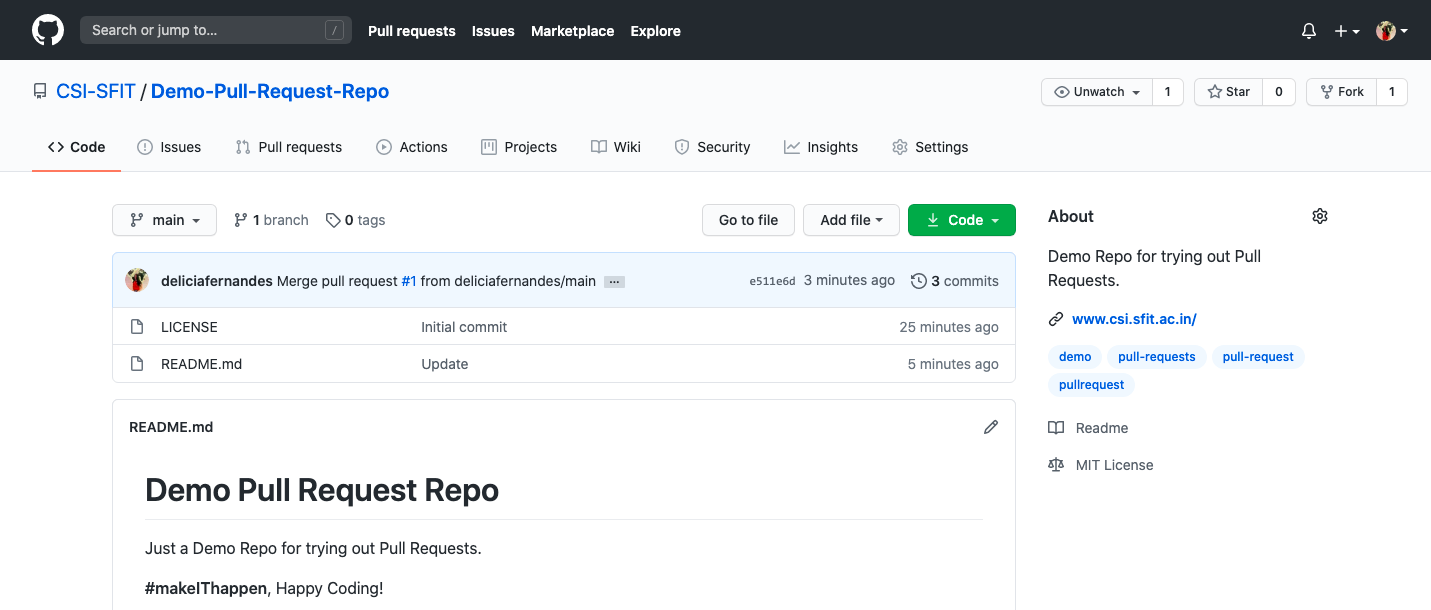 Search or jump to... / Pull requests Issues Marketplace Explore
CSI-SFIT / Demo-Pull-Request-Repo Unwatch 1 Star 0 Fork 1
Code Issues Pull requests Actions Projects Wiki Security Insights Settings
main 1 branch 0 tags Go to file Add file Code
deliciafernandes Merge pull request #1 from deliciafernandes/main ... e511e6d 3 minutes ago 3 commits
LICENSE Initial commit 25 minutes ago
README.md Update 5 minutes ago
README.md
Demo Pull Request Repo
Just a Demo Repo for trying out Pull Requests.
#makeIThappen, Happy Coding!
About
Demo Repo for trying out Pull
Requests.
www.csi.sfit.ac.in/
demo pull-requests pull-request
pullrequest
Readme
MIT License